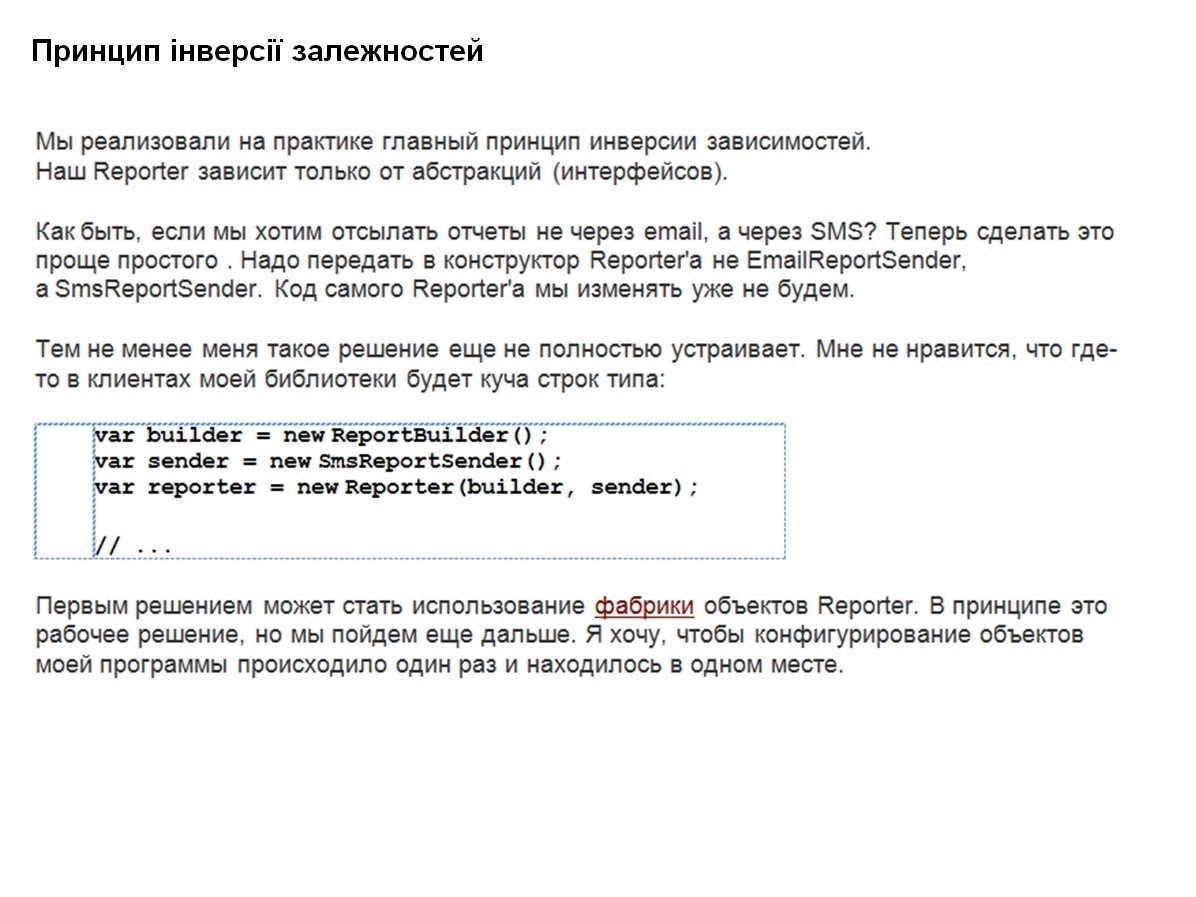 Принцип інверсії залежностей
Мы реализовали на практике главный принцип инверсии зависимостей.
Наш Reporter зависит только от абстракций (интерфейсов).
Как быть, если мы хотим отсылать отчеты не через email, а через SMS? Теперь сделать это
проще простого . Надо передать в конструктор Reporter'а не EmailReportSender,
а SmsReportSender. Код самого Reporter'а мы изменять уже не будем.
Тем не менее меня такое решение еще не полностью устраивает. Мне не нравится, что где-
то в клиентах моей библиотеки будет куча строк типа:
var builder = new ReportBuilder();
var sender = new SmsReportSender();
var reporter = new Reporter(builder, sender);
// ...
Первым решением может стать использование фабрики объектов Reporter. В принципе это
рабочее решение, но мы пойдем еще дальше. Я хочу, чтобы конфигурирование объектов
моей программы происходило один раз и находилось в одном месте.